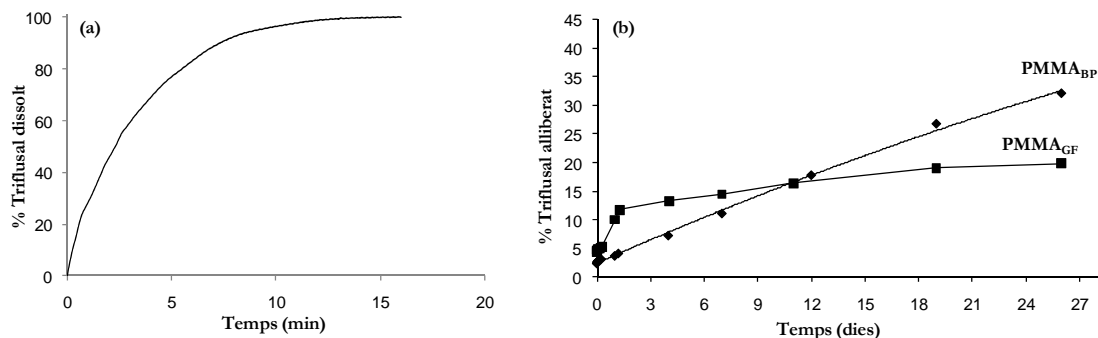 (a)
% Triflusal dissolt
100
80
60
40
20
0
0 5 10 15 20
Temps (min)
(b)
% Triflusal alliberat
45
40
35
30
25
20
15
10
5
0
PMMA_BP
PMMA_GF
0 3 6 9 12 15 18 21 24 27
Temps (dies)